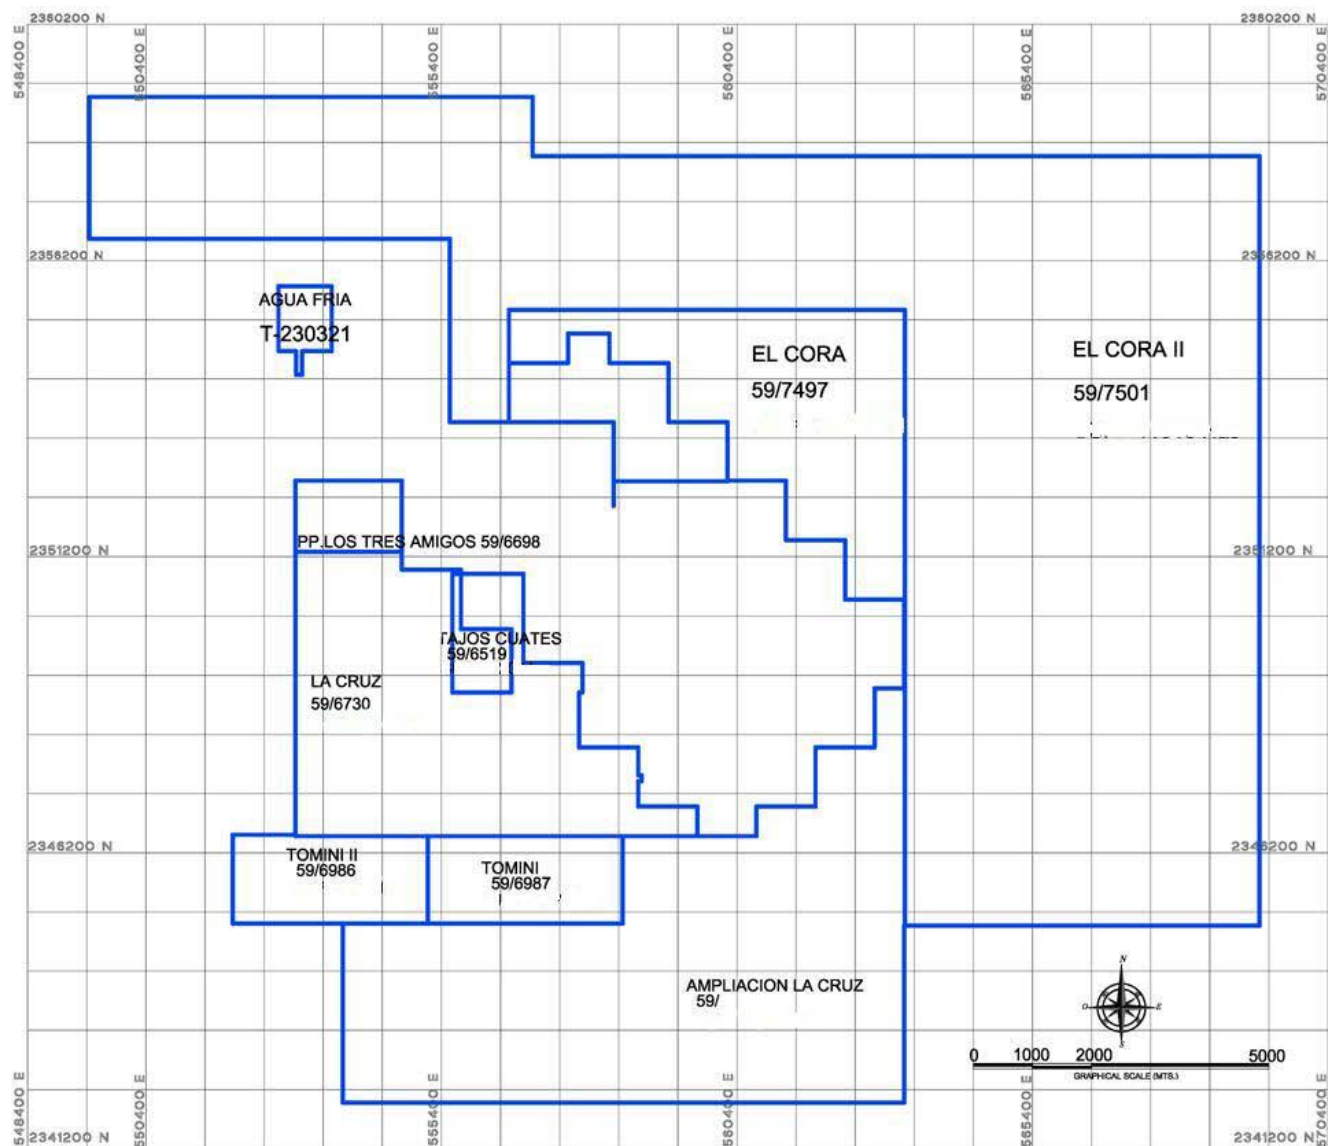 2360200 N
2360200 N
548400 E
550400 E
555400 E
560400 E
565400 E
570400 E
2356200 N
2356200 N
AGUA FRIA
T-230321
EL CORA
59/7497
EL CORA II
59/7501
PP.LOS TRES AMIGOS 59/6698
2351200 N
2351200 N
TAJOS CUATES
59/6519
LA CRUZ
59/6730
2346200 N
2346200 N
TOMINI II
59/6986
TOMINI
59/6987
AMPLIACION LA CRUZ
59/
N
O
E
S
0 1000 2000 5000
GRAPHICAL SCALE (MTS.)
548400 E
550400 E
555400 E
560400 E
565400 E
570400 E
2341200 N
2341200 N